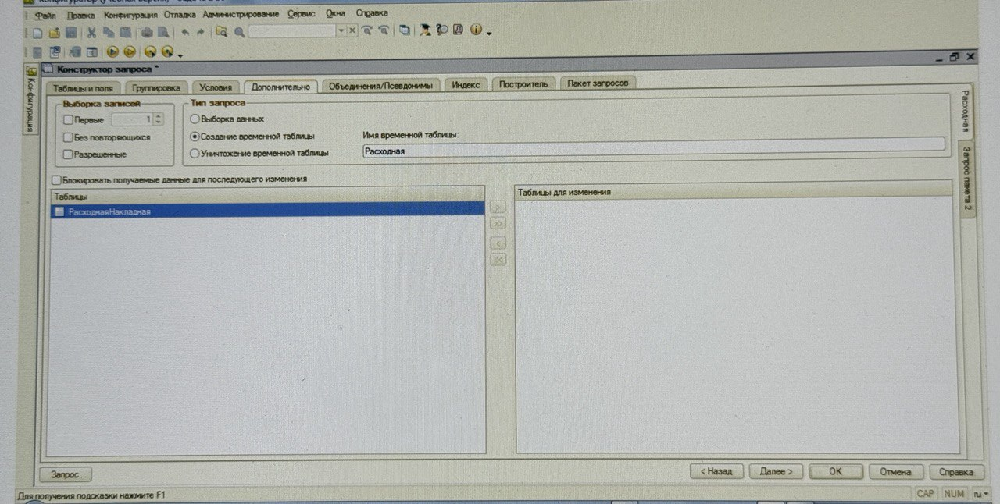 Файл Правка Конфигурация Отладка Администрирование Сервис Окна Справка
Конструктор запроса *
Таблицы и поля Группировка Условия Дополнительно Объединения/Псевдонимы Индекс Построитель Пакет запросов
Выборка записей
Первые 1
Без повторяющихся
Разрешенные
Тип запроса
Выборка данных
Создание временной таблицы
Уничтожение временной таблицы
Имя временной таблицы:
Расходная
Блокировать получаемые данные для последующего изменения
Таблицы
РасходнаяНакладная
> 
>>
<
<<
Таблицы для изменения
Конфигурация
Расходная
Запрос пакета 2
Запрос
< Назад Далее > OK Отмена Справка
Для получения подсказки нажмите F1
CAP NUM ru